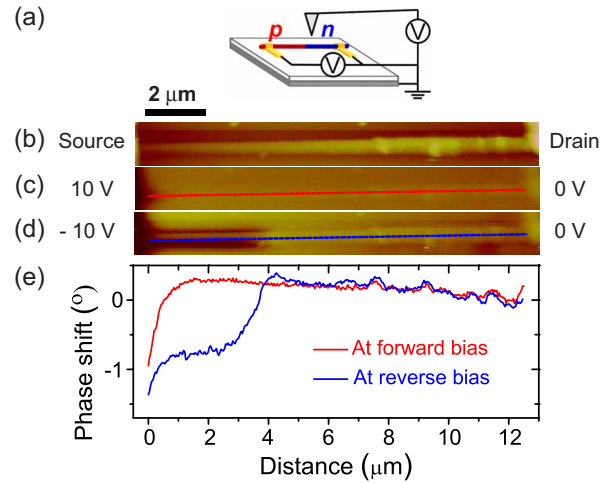 (a)
p n
V
V
2 μm
(b) Source Drain
(c) 10 V 0 V
(d) - 10 V 0 V
(e)
Phase shift (°)
0
-1
At forward bias
At reverse bias
0 2 4 6 8 10 12
Distance (μm)